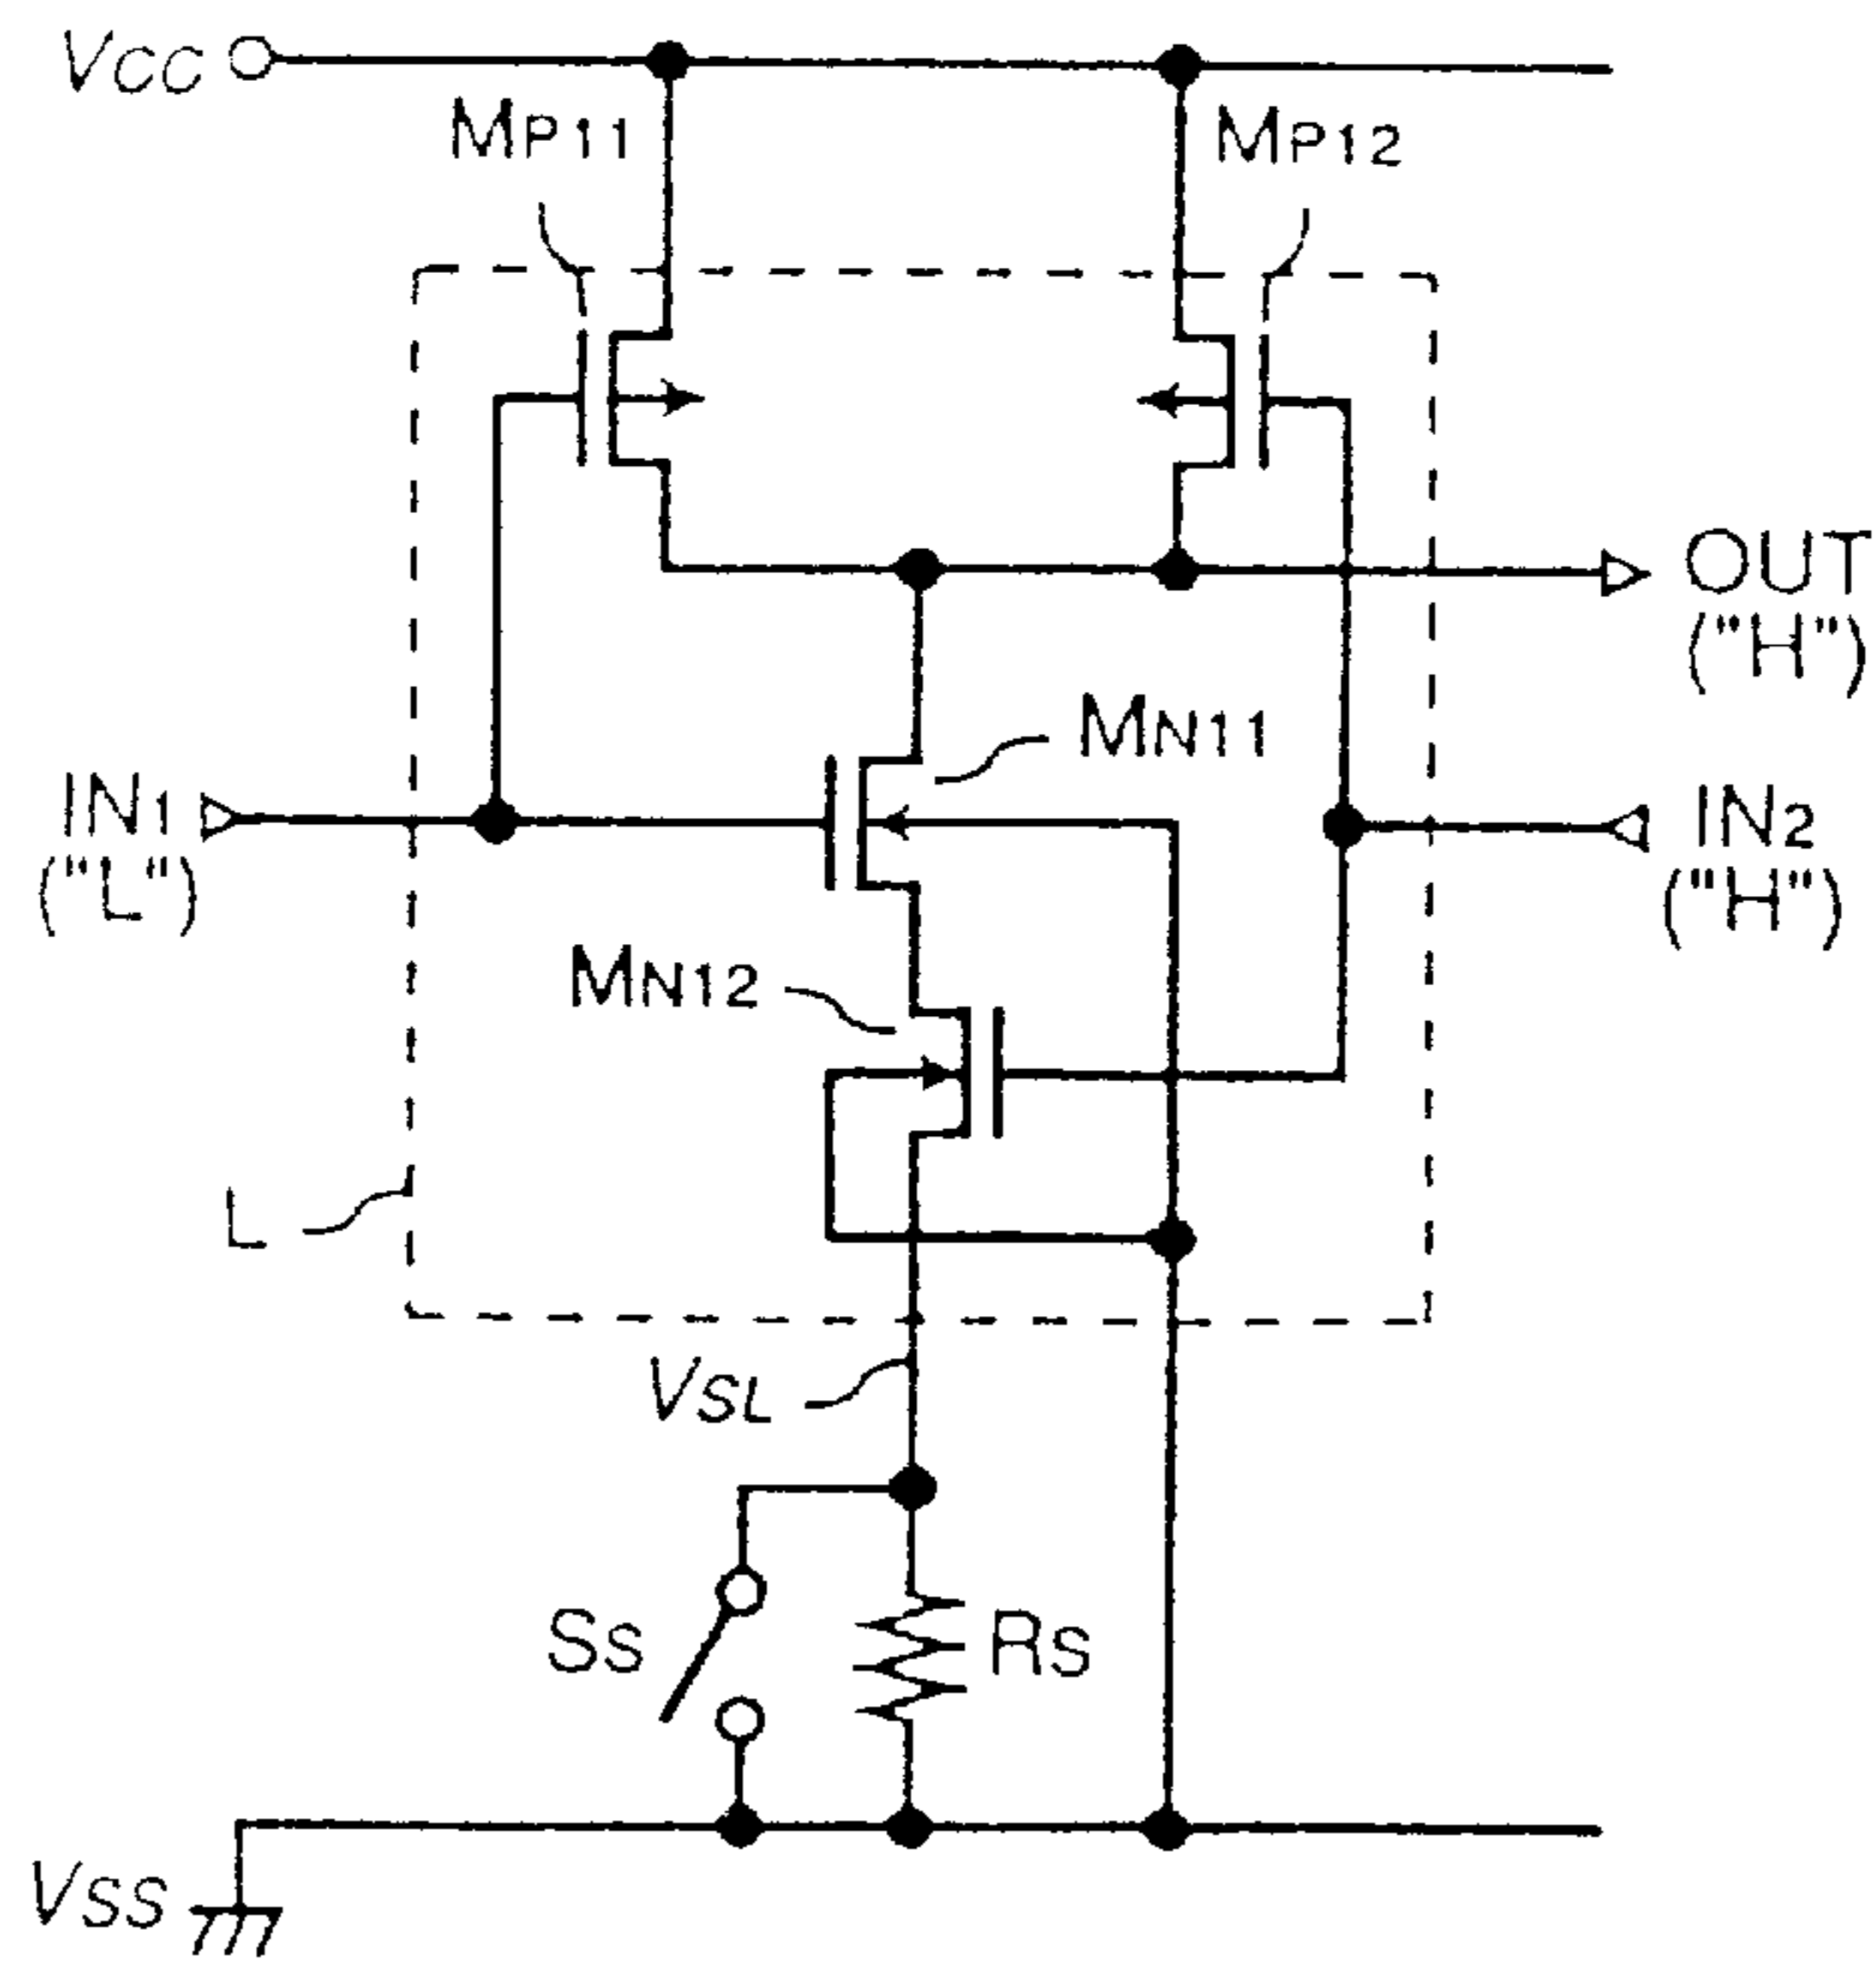 VCC
MP11
MP12
OUT
("H")
MN11
IN1
("L")
IN2
("H")
MN12
L
VSL
SS
RS
VSS